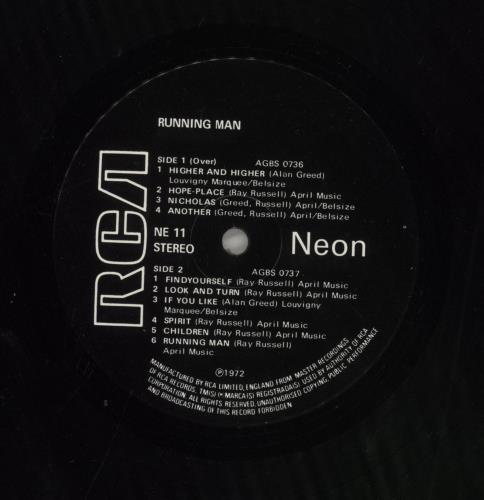 RUNNING MAN
SIDE 1 (Over) AGBS 0736
1 HIGHER AND HIGHER (Alan Greed)
Louvigny Marquee/Belsize
2 HOPE-PLACE (Ray Russell) April Music
3 NICHOLAS (Greed, Russell) April/Belsize
4 ANOTHER (Greed, Russell) April/Belsize
RCA
NE 11
STEREO
Neon
SIDE 2 AGBS 0737
1 FINDYOURSELF (Ray Russell) April Music
2 LOOK AND TURN (Ray Russell) April Music
3 IF YOU LIKE (Alan Greed) Louvigny
Marquee/Belsize
4 SPIRIT (Ray Russell) April Music
5 CHILDREN (Ray Russell) April Music
6 RUNNING MAN (Ray Russell)
April Music
℗1972
MANUFACTURED BY RCA LIMITED, ENGLAND FROM MASTER RECORDINGS
OF RCA RECORDS. TM(S) ® MARCA(S) REGISTRADA(S) USED BY AUTHORITY OF RCA
CORPORATION. ALL RIGHTS RESERVED. UNAUTHORISED COPYING, PUBLIC PERFORMANCE
AND BROADCASTING OF THIS RECORD FORBIDDEN